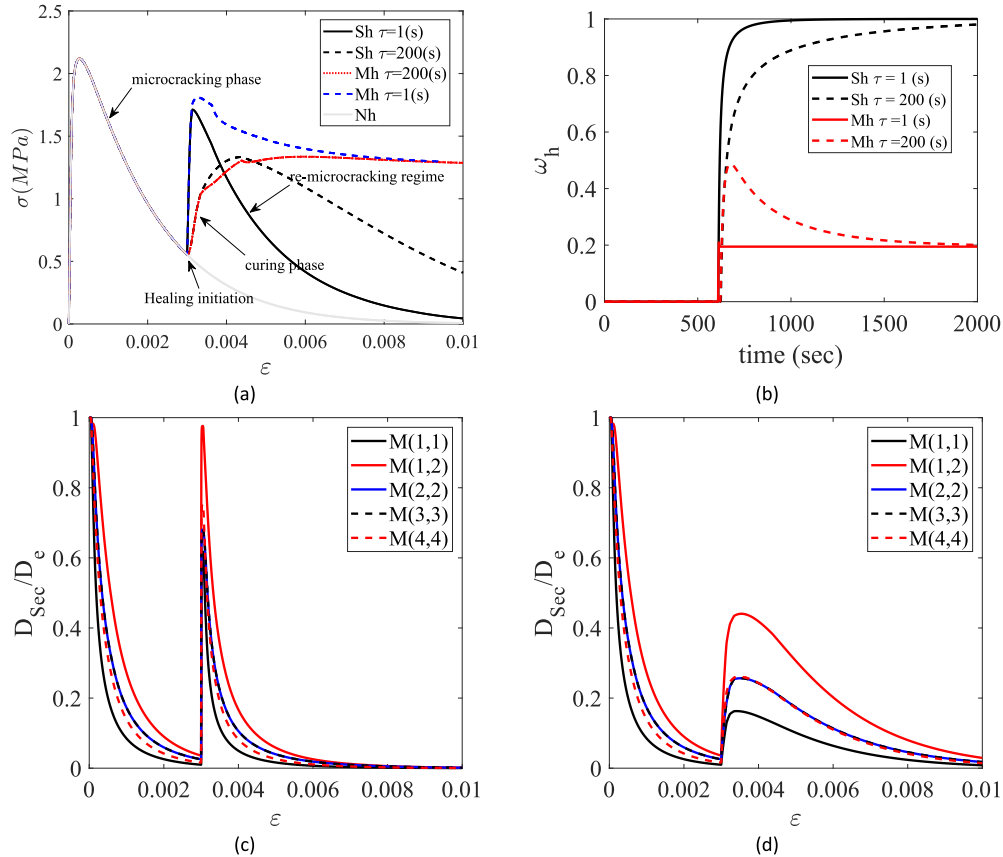 2.5
2
1.5
1
0.5
0
σ(MPa)
0 0.002 0.004 0.006 0.008 0.01
ε
Sh τ=1(s)
Sh τ=200(s)
Mh τ=200(s)
Mh τ=1(s)
Nh
microcracking phase
re-microcracking regime
curing phase
Healing initiation
(a)
1
0.8
0.6
0.4
0.2
0
ω_h
0 500 1000 1500 2000
time (sec)
Sh τ = 1 (s)
Sh τ = 200 (s)
Mh τ =1 (s)
Mh τ =200 (s)
(b)
1
0.8
0.6
0.4
0.2
0
D_Sec/D_e
0 0.002 0.004 0.006 0.008 0.01
ε
M(1,1)
M(1,2)
M(2,2)
M(3,3)
M(4,4)
(c)
1
0.8
0.6
0.4
0.2
0
D_Sec/D_e
0 0.002 0.004 0.006 0.008 0.01
ε
M(1,1)
M(1,2)
M(2,2)
M(3,3)
M(4,4)
(d)